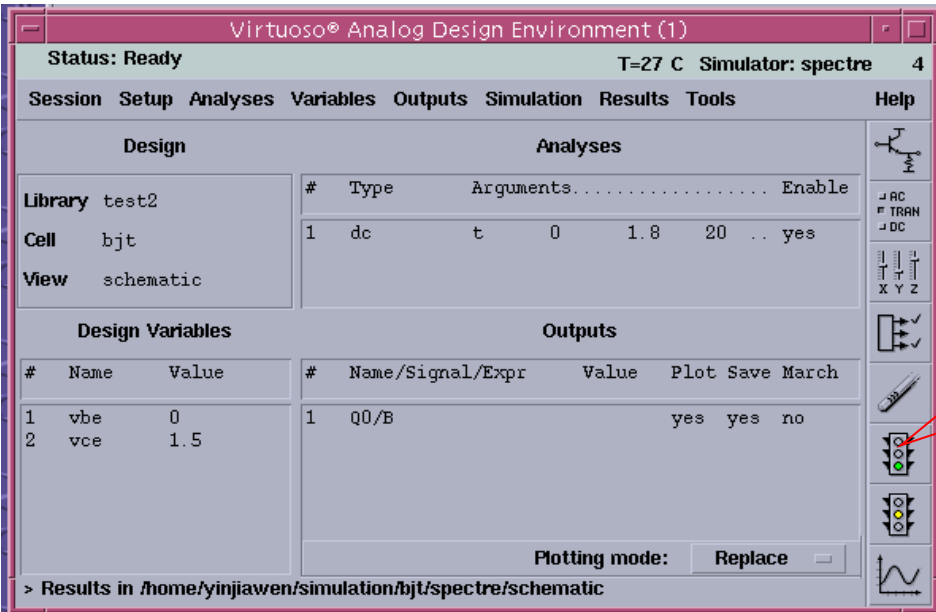 Virtuoso® Analog Design Environment (1)
Status: Ready T=27 C Simulator: spectre 4
Session Setup Analyses Variables Outputs Simulation Results Tools Help
Design
Library test2
Cell bjt
View schematic
Analyses
# Type Arguments................... Enable
1 dc t 0 1.8 20 .. yes
Design Variables
# Name Value
1 vbe 0
2 vce 1.5
Outputs
# Name/Signal/Expr Value Plot Save March
1 Q0/B yes yes no
Plotting mode: Replace
AC
TRAN
DC
X Y Z
> Results in /home/yinjiawen/simulation/bjt/spectre/schematic